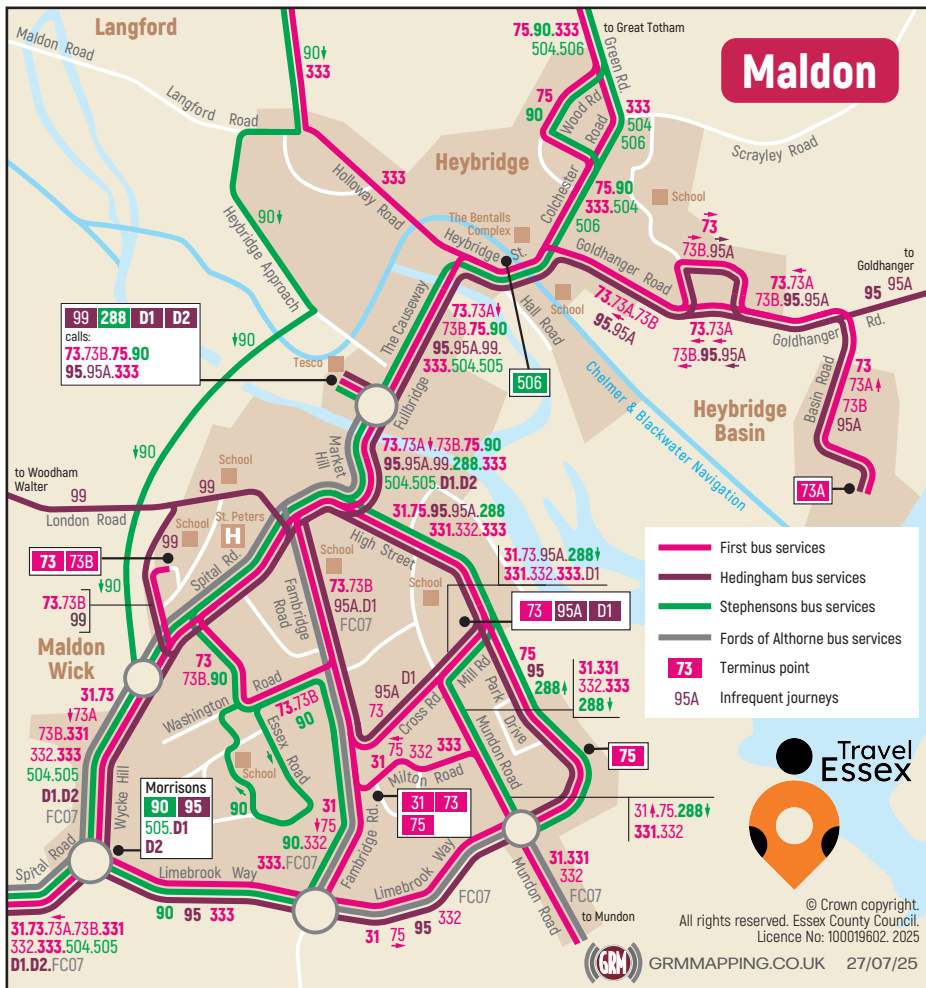 Langford
Maldon Road
Langford
Road
90↓
333
75.90.333
504.506
to Great Totham
Green Rd.
Maldon
75
90
Wood Rd.
Colchester
Road
333
504
506
Scrayley Road
Heybridge
Holloway Road
333
75.90
333.504
506
School
The Bentalls
Complex
Heybridge
St.
Goldhanger Road
73
73B.95A
to
Goldhanger
95 95A
73.73A
73B.95.95A
Goldhanger
Rd.
90↓
Heybridge Approach
The Causeway
73.73A↓
73B.75.90
95.95A.99.
333.504.505
Hall Road
School
73.73A.73B
95.95A
73.73A
73B.95.95A
99 288 D1 D2
calls:
73.73B.75.90
95.95A.333
↓90
Tesco
Fullbridge
506
Chelmer & Blackwater Navigation
Heybridge
Basin
Basin Road
73
73A↑
73B
95A
73A
Market
Hill
73.73A↓73B.75.90
95.95A.99.288.333
504.505.D1.D2
↓90
to Woodham
Walter
99
London Road
School
99
School
St. Peters
H
99
73 73B
Spital Rd.
↓90
73.73B
99
Maldon
Wick
31.75.95.95A.288
331.332.333
High Street
School
School
31.73.95A.288↓
331.332.333.D1
73 95A D1
First bus services
Hedingham bus services
Stephensons bus services
Fords of Althorne bus services
73 Terminus point
95A Infrequent journeys
Fambridge
Road
73.73B
95A.D1
FC07
73
73B.90
Washington Road
73.73B
90
Essex Road
School
90
95A D1
73
Cross Rd.
Mill Rd
Park Drive
75
95
288↑
31.331
332.333
288↓
31.73
↓73A
73B.331
332.333
504.505
D1.D2
FC07
Wycke Hill
Morrisons
90 95
505.D1
D2
75
31 332 333
Milton Road
Mundon Road
75
31 73
75
31
↓75
90.332
333.FC07
Fambridge Rd.
31↑.75.288↓
331.332
Travel
Essex
Spital Road
Limebrook Way
90 95 333
Limebrook Way
FC07
31 75 95 332
31.331
332
FC07
Mundon Road
to Mundon
31.73.73A.73B.331
332.333.504.505
D1.D2.FC07
© Crown copyright.
All rights reserved. Essex County Council.
Licence No: 100019602. 2025
GRM GRMMAPPING.CO.UK 27/07/25